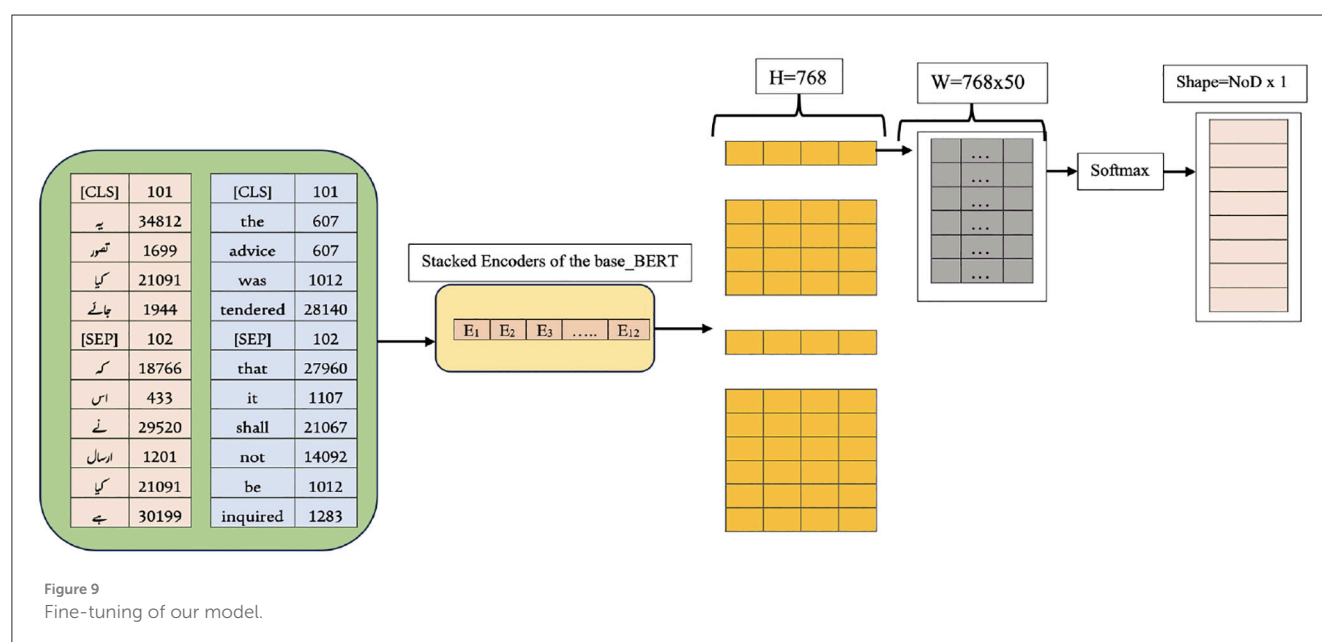 H=768
W=768x50
Shape=NoD x 1
[CLS] 101 [CLS] 101
یہ 34812 the 607
تصور 1699 advice 607
کیا 21091 was 1012
جائے 1944 tendered 28140
[SEP] 102 [SEP] 102
کہ 18766 that 27960
اس 433 it 1107
نے 29520 shall 21067
ارسال 1201 not 14092
کیا 21091 be 1012
ہے 30199 inquired 1283
Stacked Encoders of the base_BERT
E1 E2 E3 ..... E12
...
...
...
...
...
...
Softmax
Figure 9
Fine-tuning of our model.